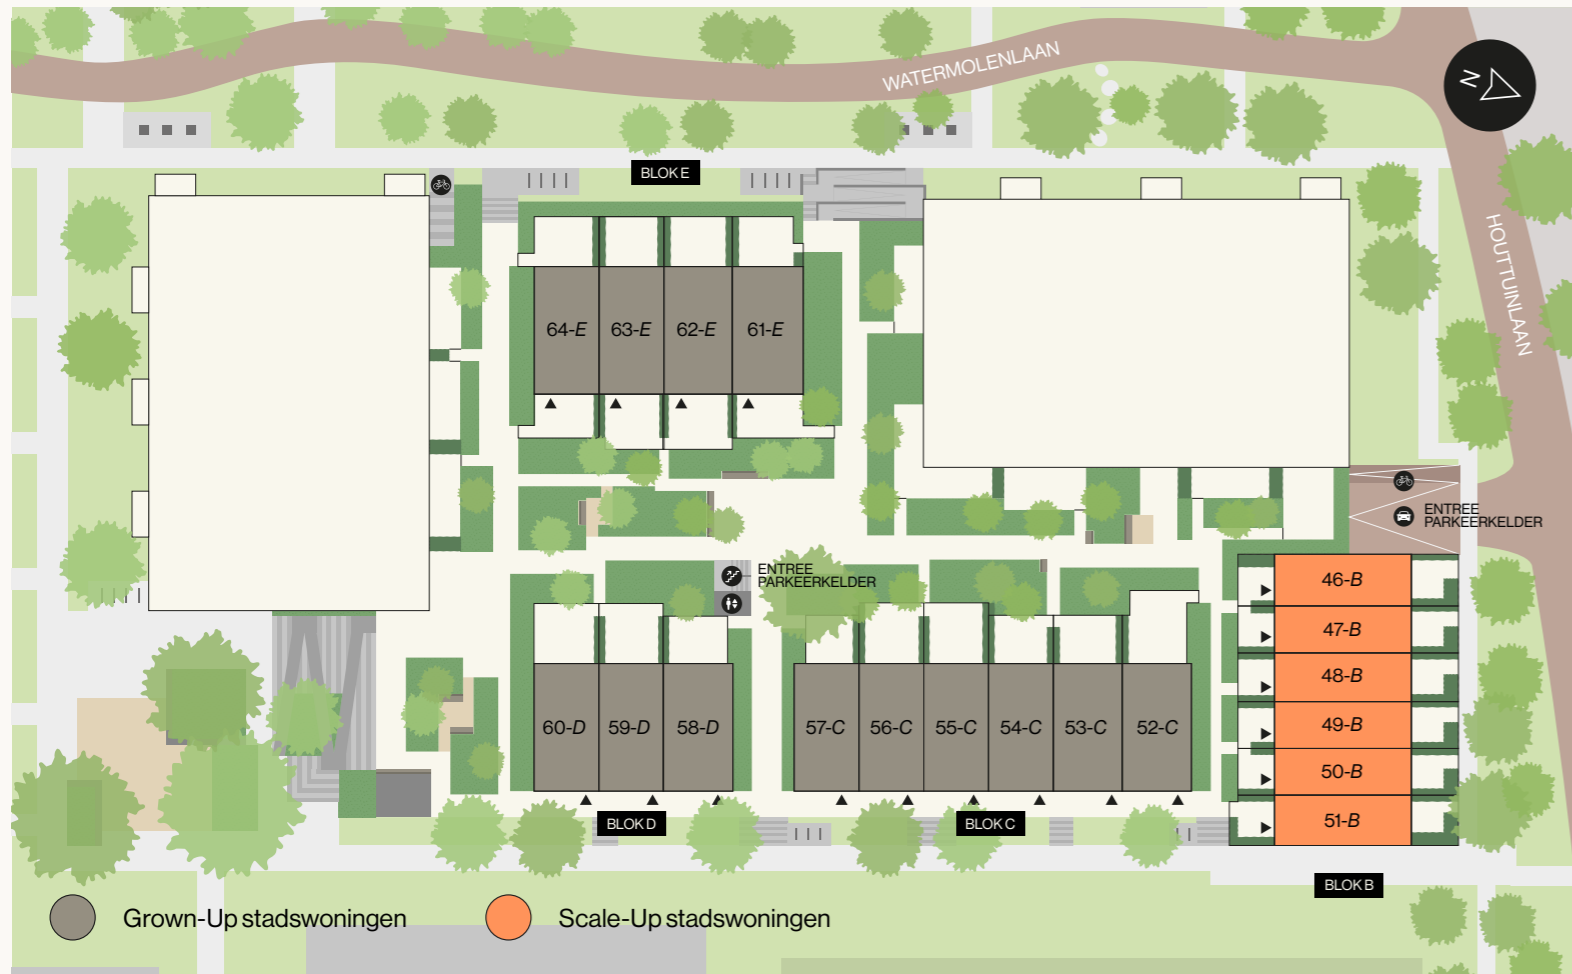 WATERMOLENLAAN
N
BLOK E
HOUTTUINLAAN
64-E
63-E
62-E
61-E
ENTREE
PARKEERKELDER
ENTREE
PARKEERKELDER
46-B
47-B
48-B
49-B
50-B
51-B
60-D
59-D
58-D
57-C
56-C
55-C
54-C
53-C
52-C
BLOK D
BLOK C
BLOK B
Grown-Up stadswoningen
Scale-Up stadswoningen